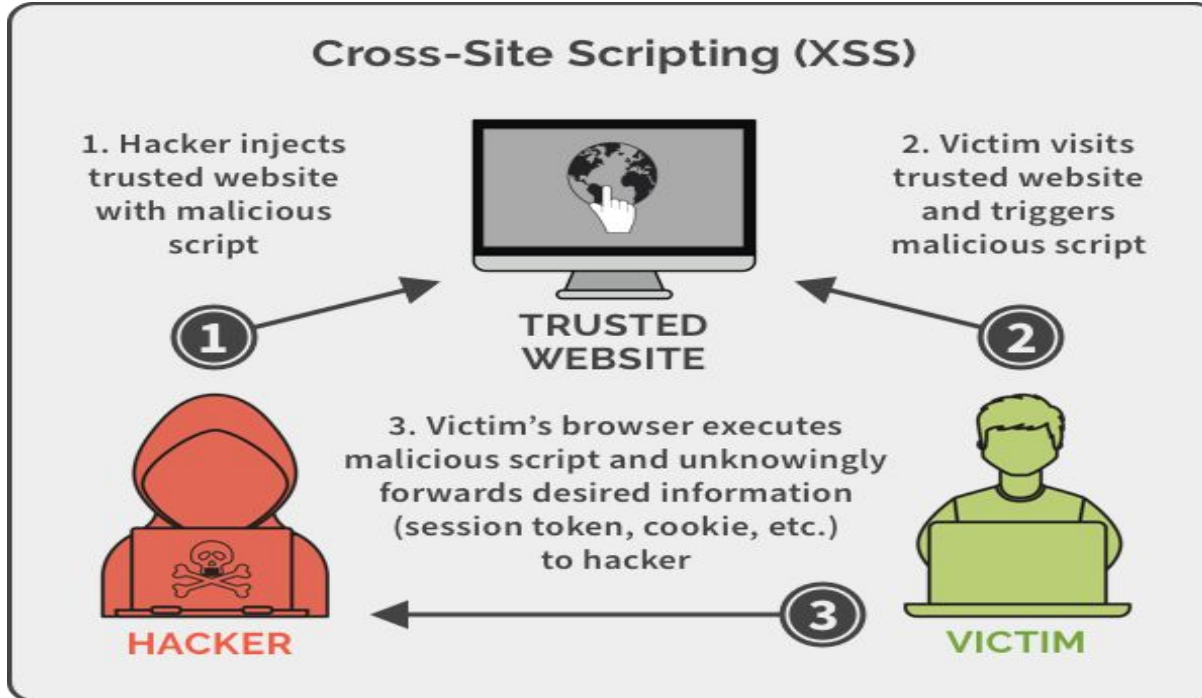 Cross-Site Scripting (XSS)
1. Hacker injects
trusted website
with malicious
script
2. Victim visits
trusted website
and triggers
malicious script
1
TRUSTED
WEBSITE
2
3. Victim's browser executes
malicious script and unknowingly
forwards desired information
(session token, cookie, etc.)
to hacker
3
HACKER
VICTIM